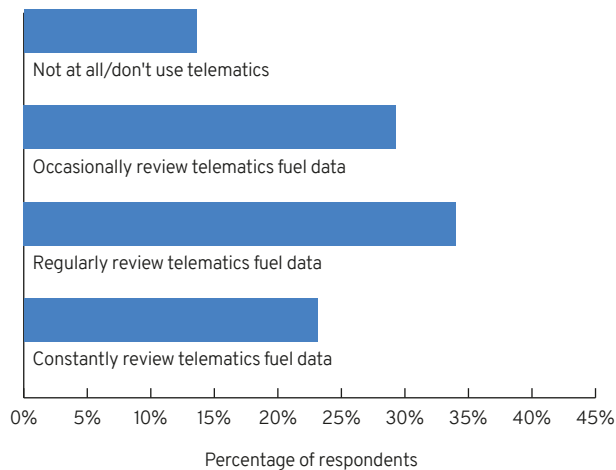 Not at all/don't use telematics
Occasionally review telematics fuel data
Regularly review telematics fuel data
Constantly review telematics fuel data
0% 5% 10% 15% 20% 25% 30% 35% 40% 45%
Percentage of respondents